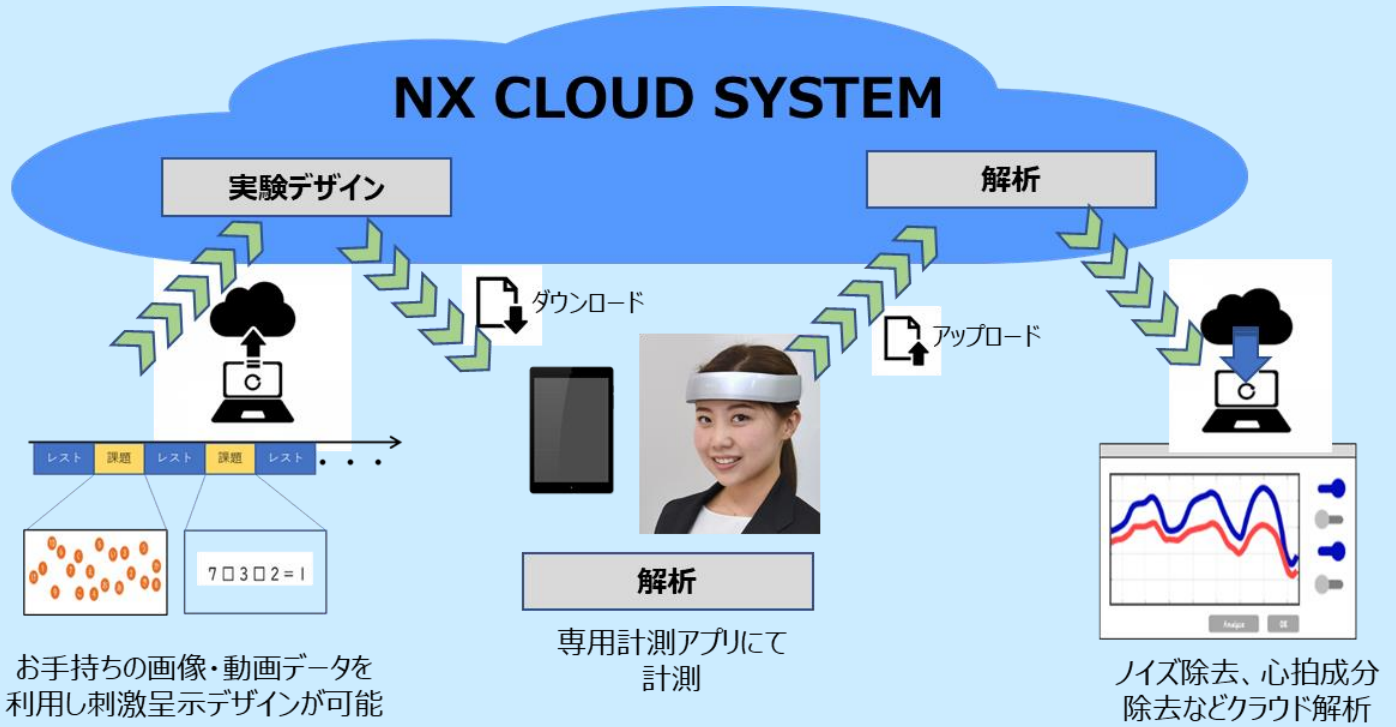 NX CLOUD SYSTEM
実験デザイン
解析
ダウンロード
アップロード
レスト 課題 レスト 課題 レスト ・・・
7□3□2=1
解析
専用計測アプリにて
計測
Analyze OK
お手持ちの画像・動画データを
利用し刺激呈示デザインが可能
ノイズ除去、心拍成分
除去などクラウド解析